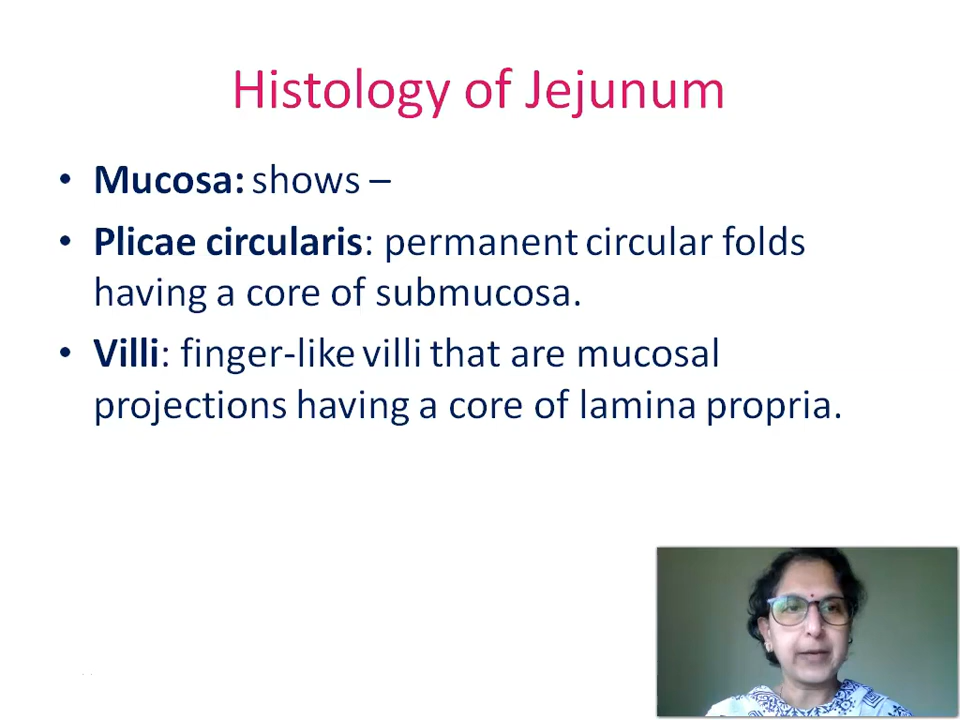 Histology of Jejunum
• Mucosa: shows –
• Plicae circularis: permanent circular folds
having a core of submucosa.
• Villi: finger-like villi that are mucosal
projections having a core of lamina propria.